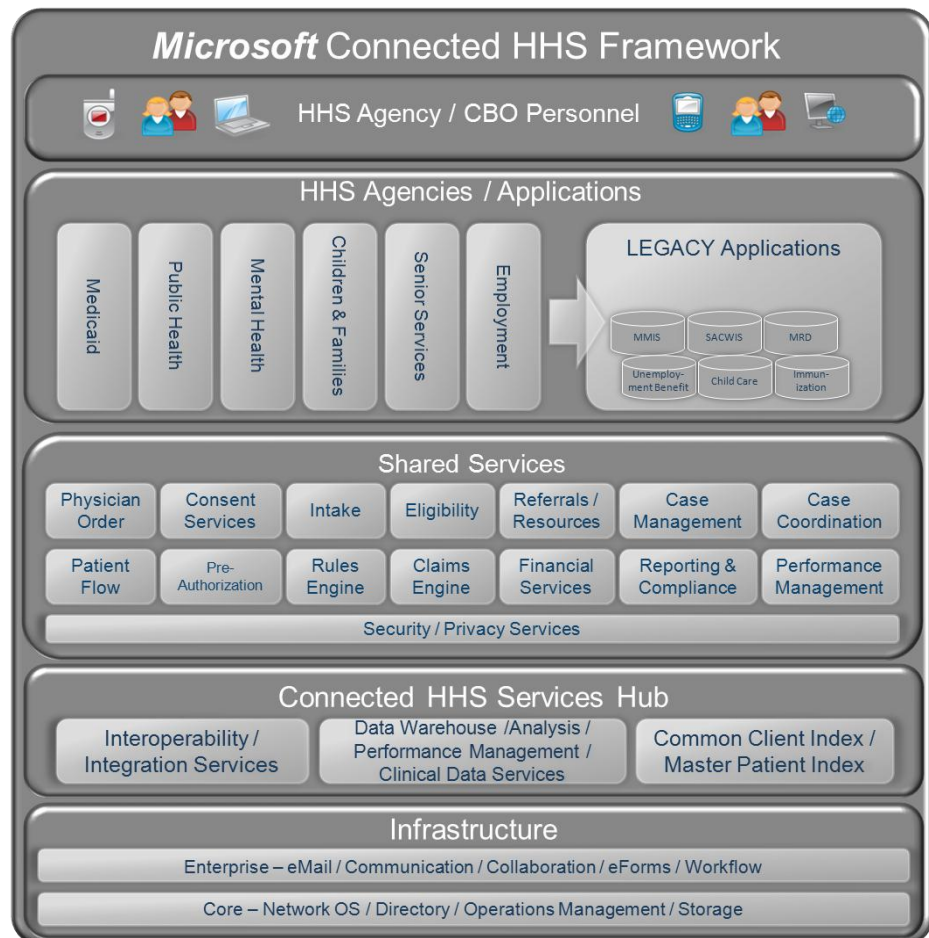 Microsoft Connected HHS Framework
HHS Agency / CBO Personnel
HHS Agencies / Applications
Medicaid
Public Health
Mental Health
Children & Families
Senior Services
Employment
LEGACY Applications
MMIS
SACWIS
MRD
Unemploy-
ment Benefit
Child Care
Immun-
ization
Shared Services
Physician
Order
Consent
Services
Intake
Eligibility
Referrals /
Resources
Case
Management
Case
Coordination
Patient
Flow
Pre-
Authorization
Rules
Engine
Claims
Engine
Financial
Services
Reporting &
Compliance
Performance
Management
Security / Privacy Services
Connected HHS Services Hub
Interoperability /
Integration Services
Data Warehouse /Analysis /
Performance Management /
Clinical Data Services
Common Client Index /
Master Patient Index
Infrastructure
Enterprise – eMail / Communication / Collaboration / eForms / Workflow
Core – Network OS / Directory / Operations Management / Storage